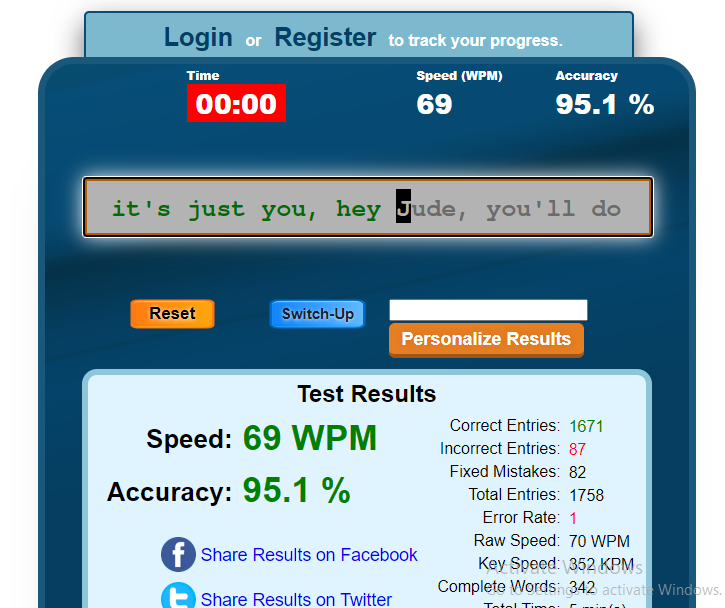 Login or Register to track your progress.
Time
00:00
Speed (WPM)
69
Accuracy
95.1 %
it's just you, hey Jude, you'll do
Reset
Switch-Up
Personalize Results
Test Results
Speed: 69 WPM
Accuracy: 95.1 %
Share Results on Facebook
Share Results on Twitter
Correct Entries: 1671
Incorrect Entries: 87
Fixed Mistakes: 82
Total Entries: 1758
Error Rate: 1
Raw Speed: 70 WPM
Key Speed: 352 KPM
Complete Words: 342
Total Time: 5 min(s)
Activate Windows
Go to Settings to activate Windows.